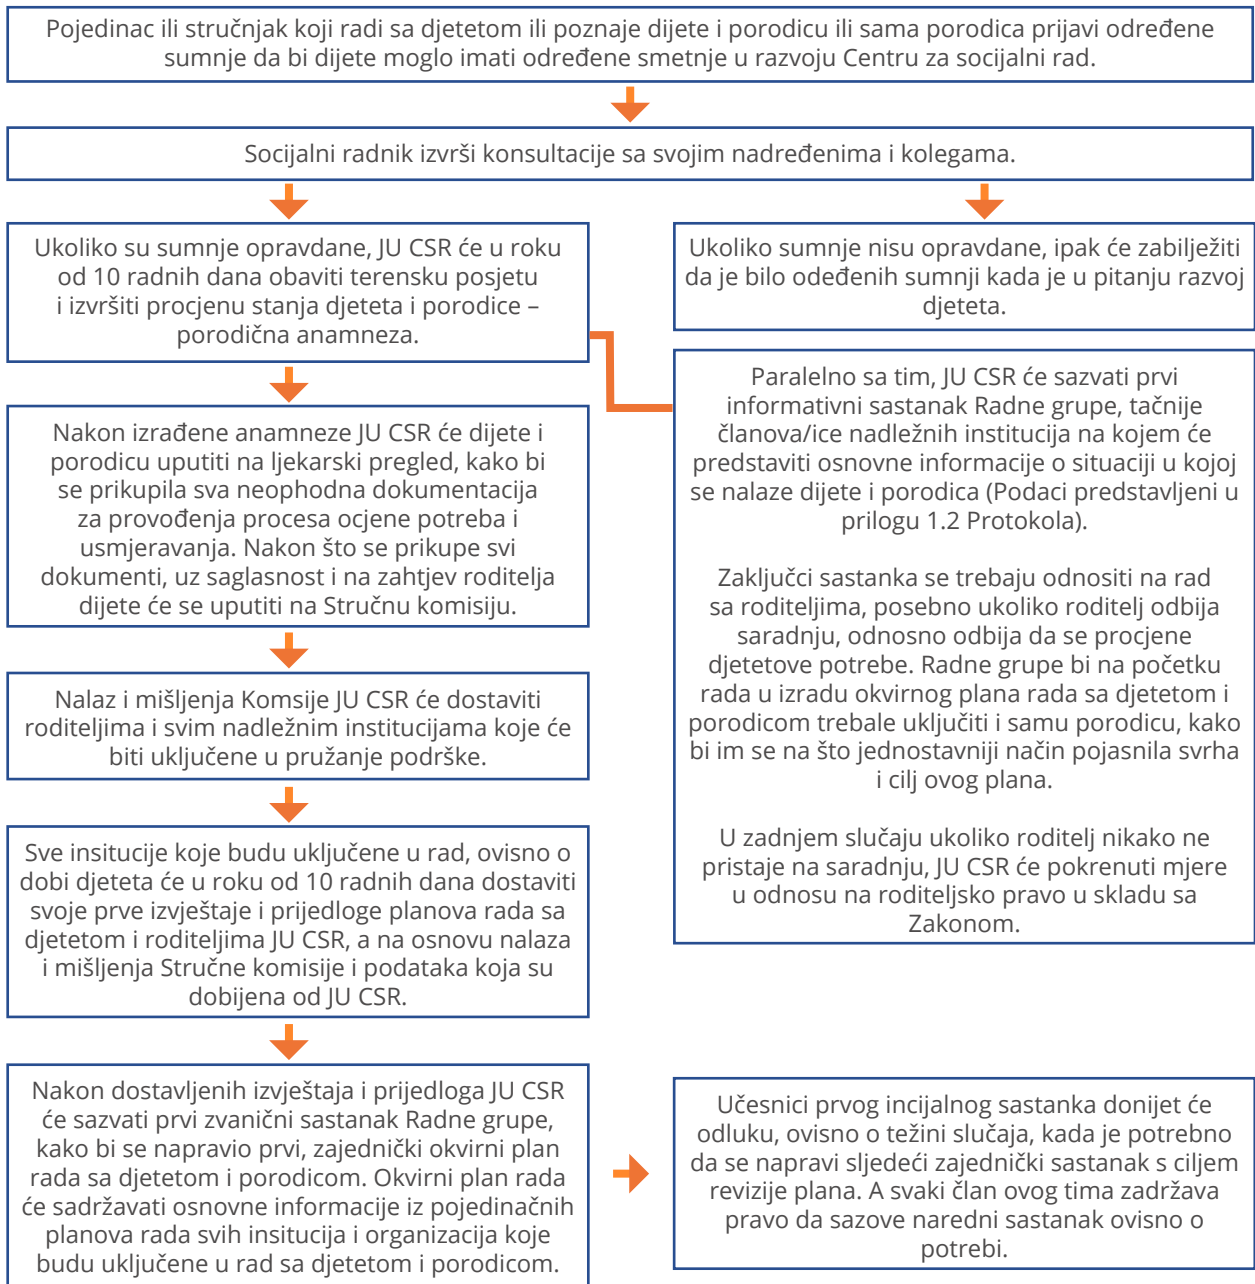 Pojedinac ili stručnjak koji radi sa djetetom ili poznaje dijete i porodicu ili sama porodica prijavi određene
sumnje da bi dijete moglo imati određene smetnje u razvoju Centru za socijalni rad.
Socijalni radnik izvrši konsultacije sa svojim nadređenima i kolegama.
Ukoliko su sumnje opravdane, JU CSR će u roku
od 10 radnih dana obaviti terensku posjetu
i izvršiti procjenu stanja djeteta i porodice –
porodična anamneza.
Ukoliko sumnje nisu opravdane, ipak će zabilježiti
da je bilo odeđenih sumnji kada je u pitanju razvoj
djeteta.
Paralelno sa tim, JU CSR će sazvati prvi
informativni sastanak Radne grupe, tačnije
članova/ice nadležnih institucija na kojem će
predstaviti osnovne informacije o situaciji u kojoj
se nalaze dijete i porodica (Podaci predstavljeni u
prilogu 1.2 Protokola).
Zaključci sastanka se trebaju odnositi na rad
sa roditeljima, posebno ukoliko roditelj odbija
saradnju, odnosno odbija da se procjene
djetetove potrebe. Radne grupe bi na početku
rada u izradu okvirnog plana rada sa djetetom i
porodicom trebale uključiti i samu porodicu, kako
bi im se na što jednostavniji način pojasnila svrha
i cilj ovog plana.
U zadnjem slučaju ukoliko roditelj nikako ne
pristaje na saradnju, JU CSR će pokrenuti mjere
u odnosu na roditeljsko pravo u skladu sa
Zakonom.
Nakon izrađene anamneze JU CSR će dijete i
porodicu uputiti na ljekarski pregled, kako bi
se prikupila sva neophodna dokumentacija
za provođenja procesa ocjene potreba i
usmjeravanja. Nakon što se prikupe svi
dokumenti, uz saglasnost i na zahtjev roditelja
dijete će se uputiti na Stručnu komisiju.
Nalaz i mišljenja Komsije JU CSR će dostaviti
roditeljima i svim nadležnim institucijama koje će
biti uključene u pružanje podrške.
Sve insitucije koje budu uključene u rad, ovisno o
dobi djeteta će u roku od 10 radnih dana dostaviti
svoje prve izvještaje i prijedloge planova rada sa
djetetom i roditeljima JU CSR, a na osnovu nalaza
i mišljenja Stručne komisije i podataka koja su
dobijena od JU CSR.
Nakon dostavljenih izvještaja i prijedloga JU CSR
će sazvati prvi zvanični sastanak Radne grupe,
kako bi se napravio prvi, zajednički okvirni plan
rada sa djetetom i porodicom. Okvirni plan rada
će sadržavati osnovne informacije iz pojedinačnih
planova rada svih insitucija i organizacija koje
budu uključene u rad sa djetetom i porodicom.
Učesnici prvog incijalnog sastanka donijet će
odluku, ovisno o težini slučaja, kada je potrebno
da se napravi sljedeći zajednički sastanak s ciljem
revizije plana. A svaki član ovog tima zadržava
pravo da sazove naredni sastanak ovisno o
potrebi.